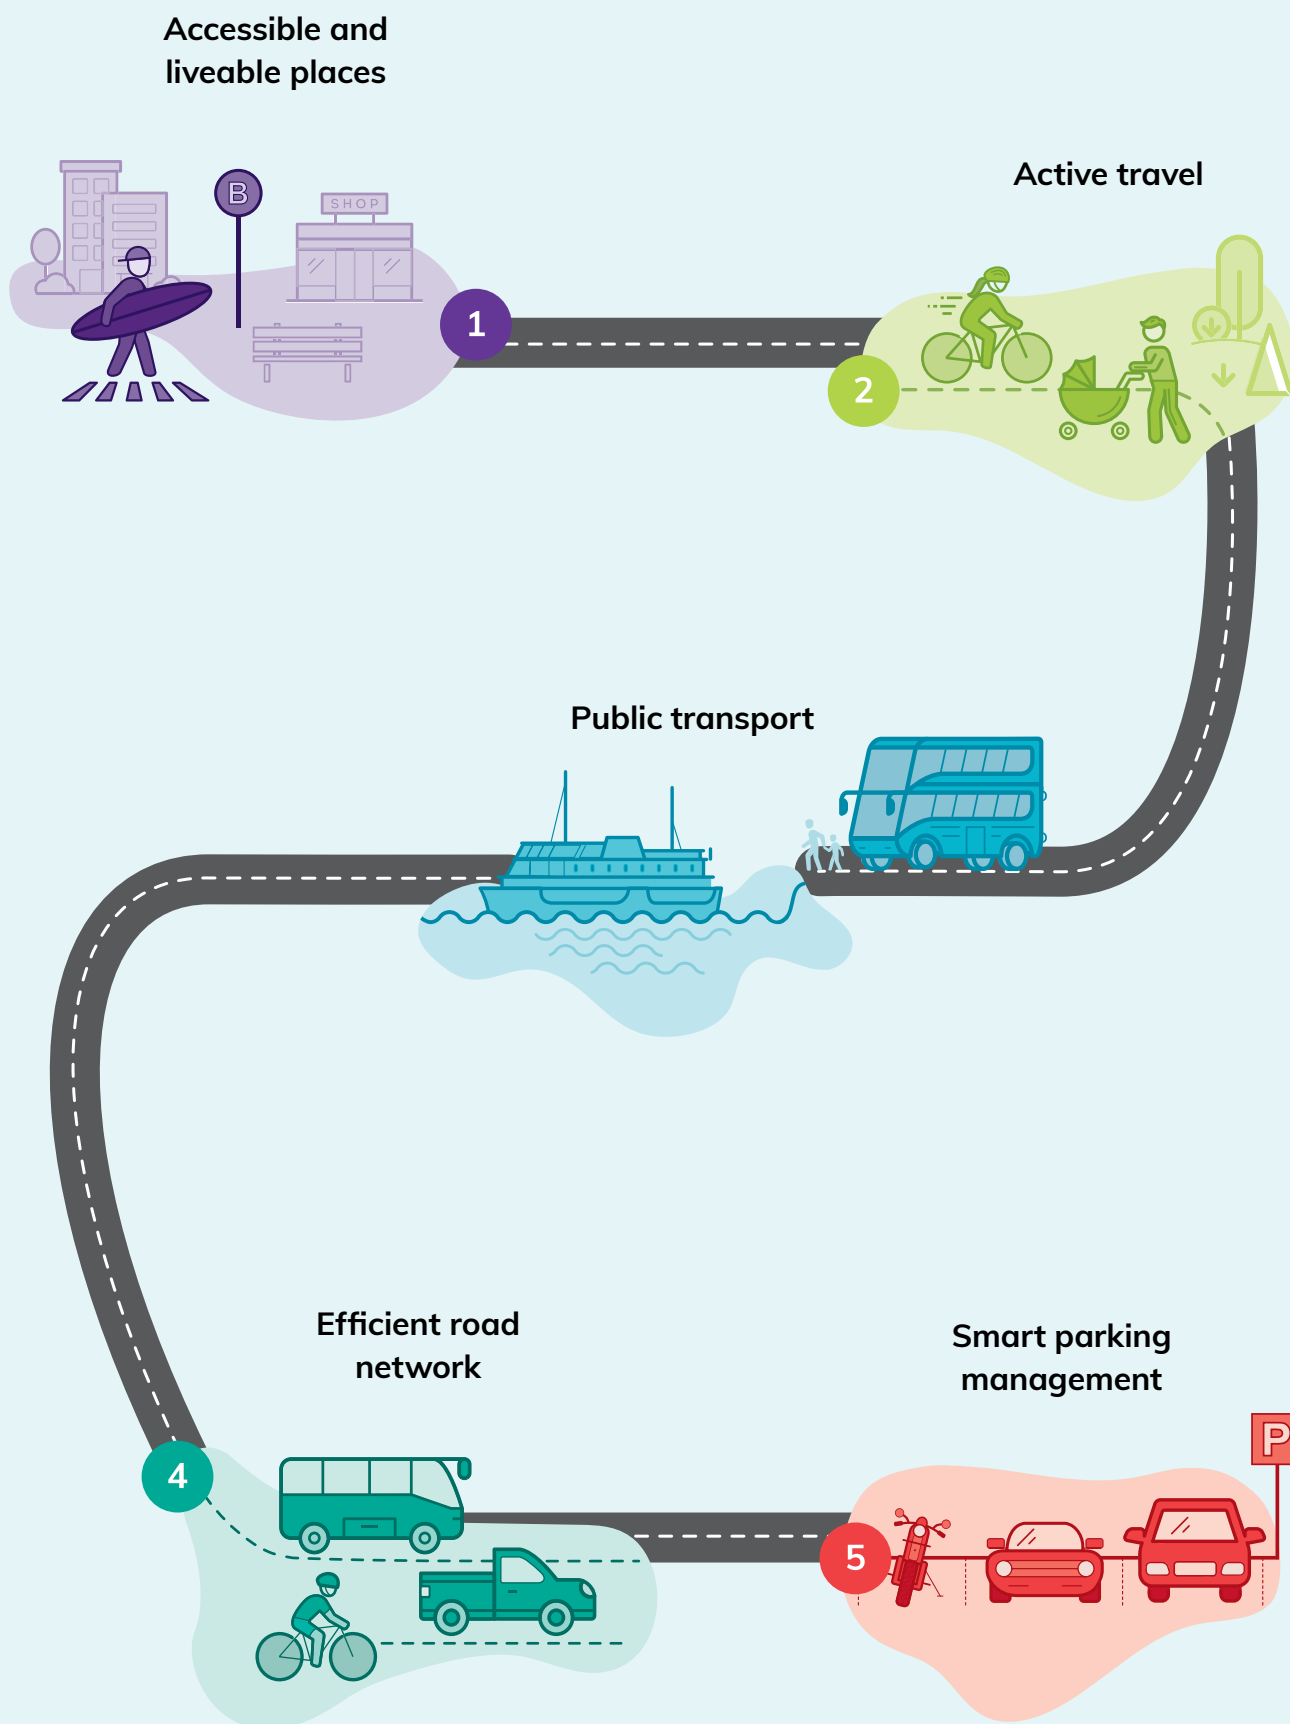 Accessible and
liveable places
Active travel
B
SHOP
1
2
Public transport
Efficient road
network
Smart parking
management
P
4
5